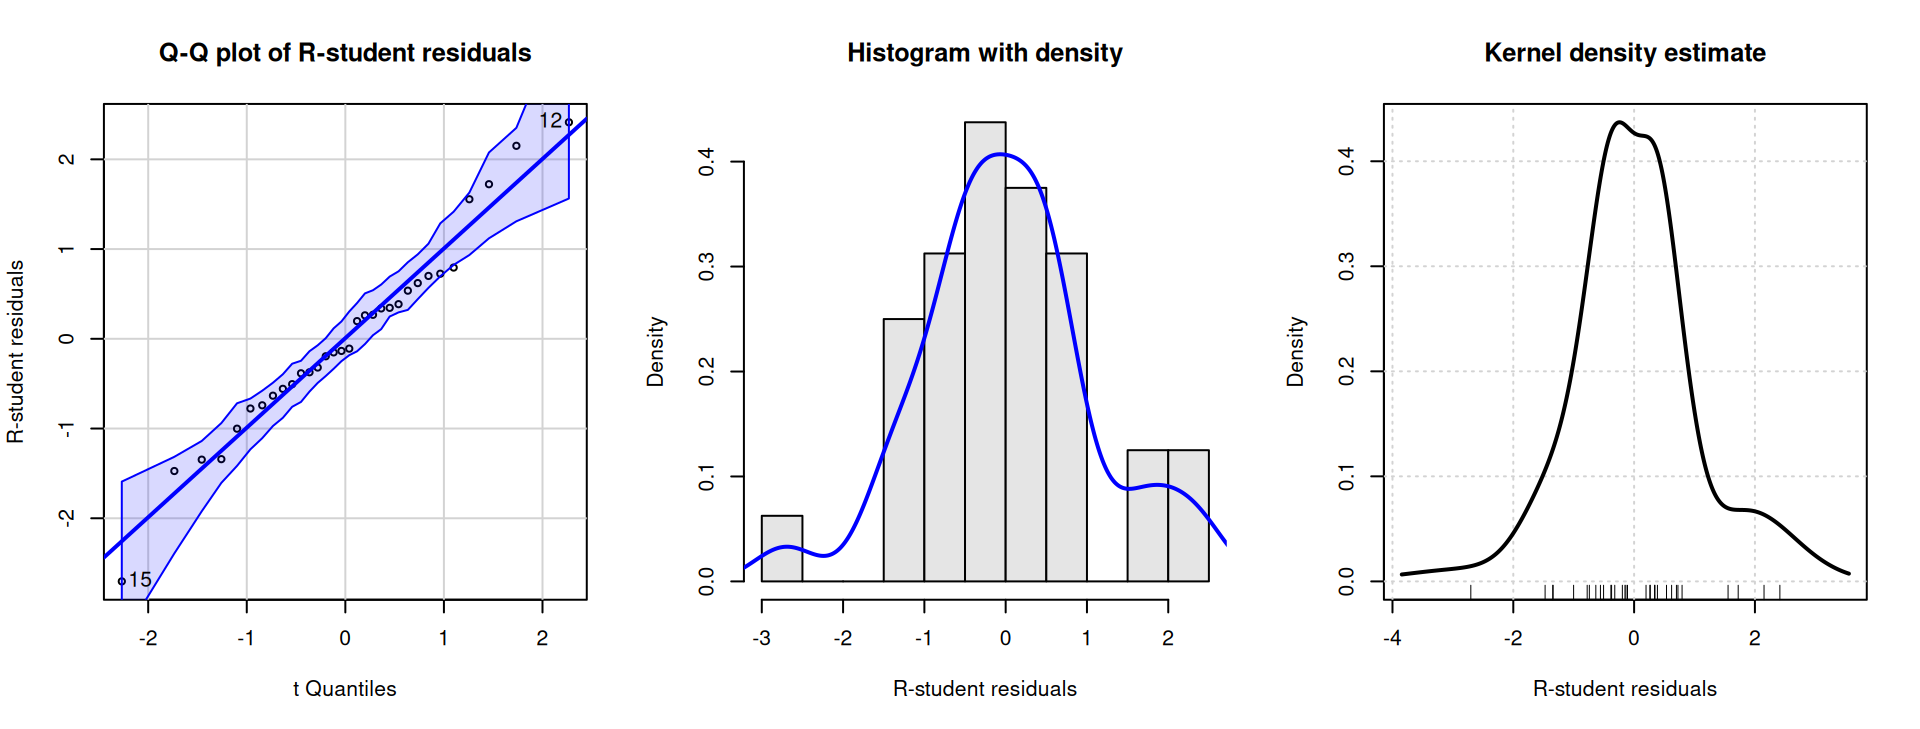 Q-Q plot of R-student residuals
R-student residuals
2
1
0
-1
-2
12
15
-2 -1 0 1 2
t Quantiles
Histogram with density
Density
0.4
0.3
0.2
0.1
0.0
-3 -2 -1 0 1 2
R-student residuals
Kernel density estimate
Density
0.4
0.3
0.2
0.1
0.0
-4 -2 0 2
R-student residuals